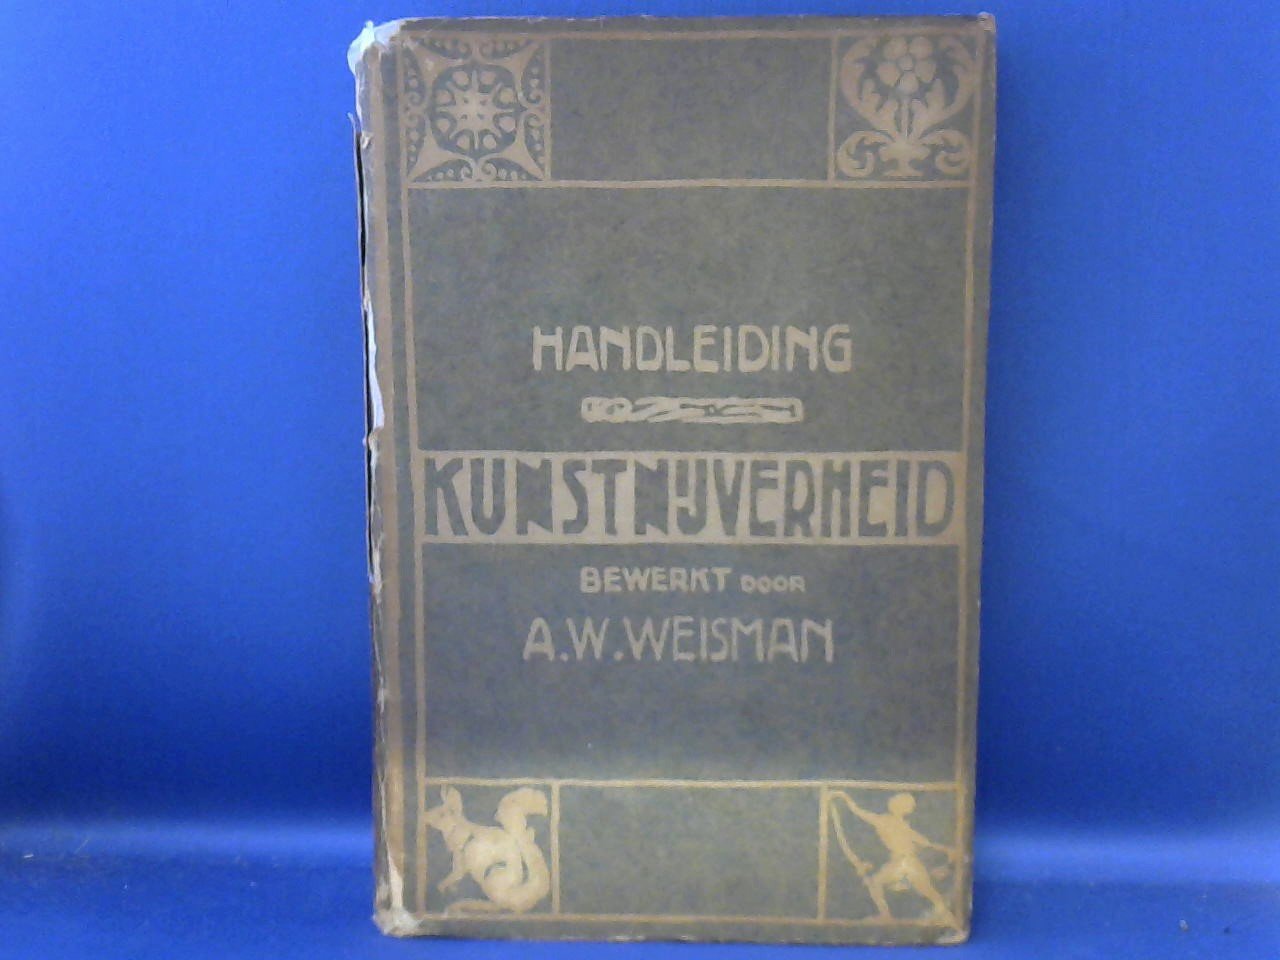 HANDLEIDING
KUNSTNIJVERHEID
BEWERKT DOOR
A.W.WEISMAN